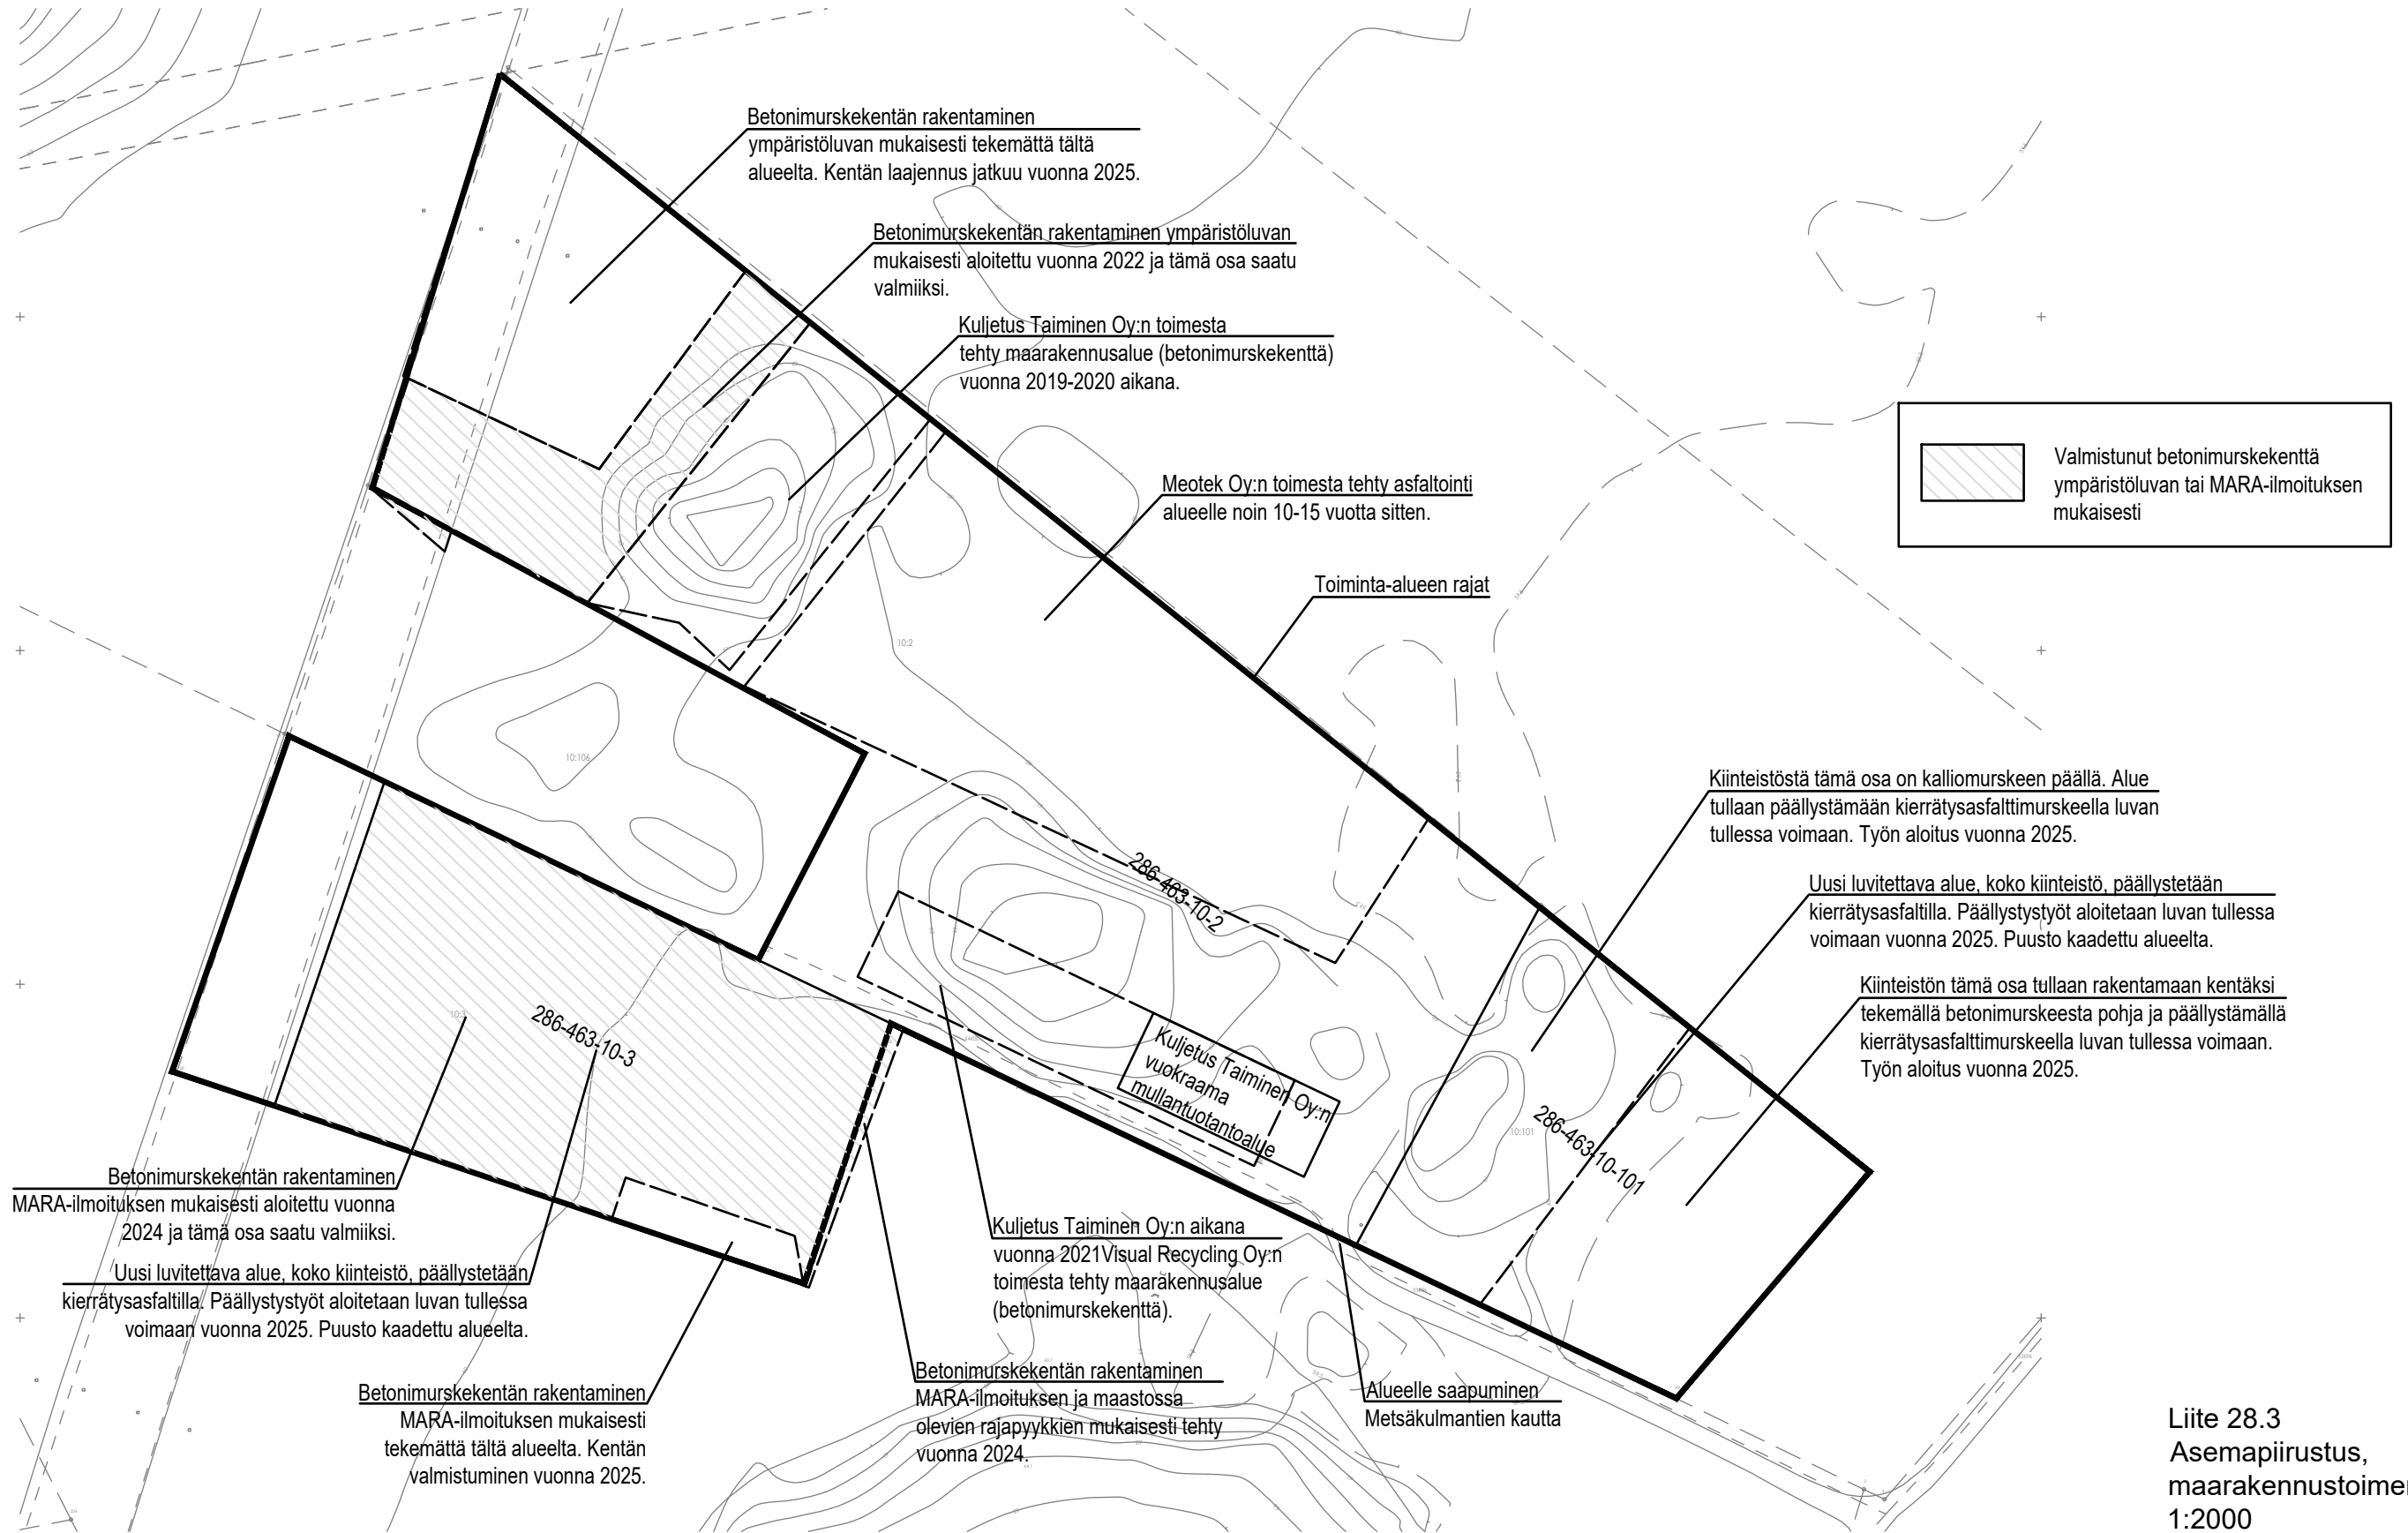 Betonimurskekentän rakentaminen
ympäristöluvan mukaisesti tekemättä tältä
alueelta. Kentän laajennus jatkuu vuonna 2025.
Betonimurskekentän rakentaminen ympäristöluvan
mukaisesti aloitettu vuonna 2022 ja tämä osa saatu
valmiiksi.
Kuljetus Taiminen Oy:n toimesta
tehty maarakennusalue (betonimurskekenttä)
vuonna 2019-2020 aikana.
Meotek Oy:n toimesta tehty asfaltointi
alueelle noin 10-15 vuotta sitten.
Toiminta-alueen rajat
Valmistunut betonimurskekenttä
ympäristöluvan tai MARA-ilmoituksen
mukaisesti
10:2
10:106
Kiinteistöstä tämä osa on kalliomurskeen päällä. Alue
tullaan päällystämään kierrätysasfalttimurskeella luvan
tullessa voimaan. Työn aloitus vuonna 2025.
Uusi luvitettava alue, koko kiinteistö, päällystetään
kierrätysasfaltilla. Päällystystyöt aloitetaan luvan tullessa
voimaan vuonna 2025. Puusto kaadettu alueelta.
Kiinteistön tämä osa tullaan rakentamaan kentäksi
tekemällä betonimurskeesta pohja ja päällystämällä
kierrätysasfalttimurskeella luvan tullessa voimaan.
Työn aloitus vuonna 2025.
286-463-10-2
10:3
286-463-10-3
Kuljetus Taiminen Oy:n
vuokraama
mullantuotantoalue
10:101
286-463-10-101
Betonimurskekentän rakentaminen
MARA-ilmoituksen mukaisesti aloitettu vuonna
2024 ja tämä osa saatu valmiiksi.
Uusi luvitettava alue, koko kiinteistö, päällystetään
kierrätysasfaltilla. Päällystystyöt aloitetaan luvan tullessa
voimaan vuonna 2025. Puusto kaadettu alueelta.
Betonimurskekentän rakentaminen
MARA-ilmoituksen mukaisesti
tekemättä tältä alueelta. Kentän
valmistuminen vuonna 2025.
Kuljetus Taiminen Oy:n aikana
vuonna 2021Visual Recycling Oy:n
toimesta tehty maarakennusalue
(betonimurskekenttä).
Betonimurskekentän rakentaminen
MARA-ilmoituksen ja maastossa
olevien rajapyykkien mukaisesti tehty
vuonna 2024.
Alueelle saapuminen
Metsäkulmantien kautta
Liite 28.3
Asemapiirustus,
maarakennustoimen
1:2000